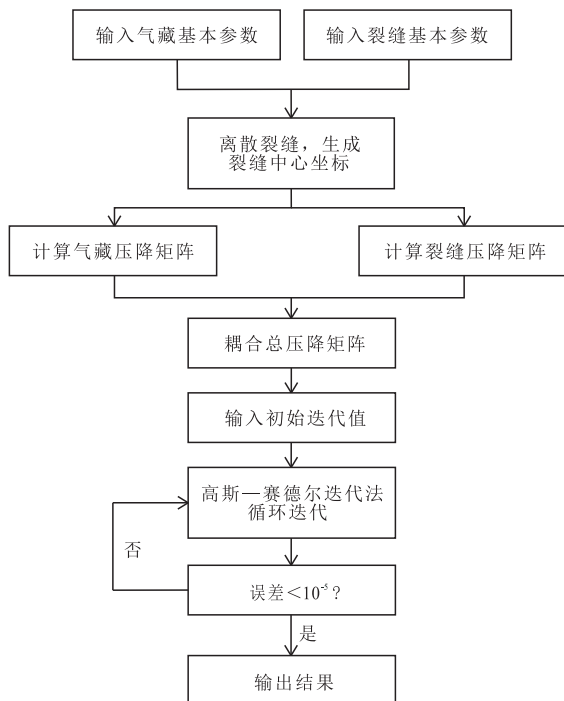 输入气藏基本参数
输入裂缝基本参数
离散裂缝，生成
裂缝中心坐标
计算气藏压降矩阵
计算裂缝压降矩阵
耦合总压降矩阵
输入初始迭代值
高斯—赛德尔迭代法
循环迭代
否
误差<10⁻⁵?
是
输出结果